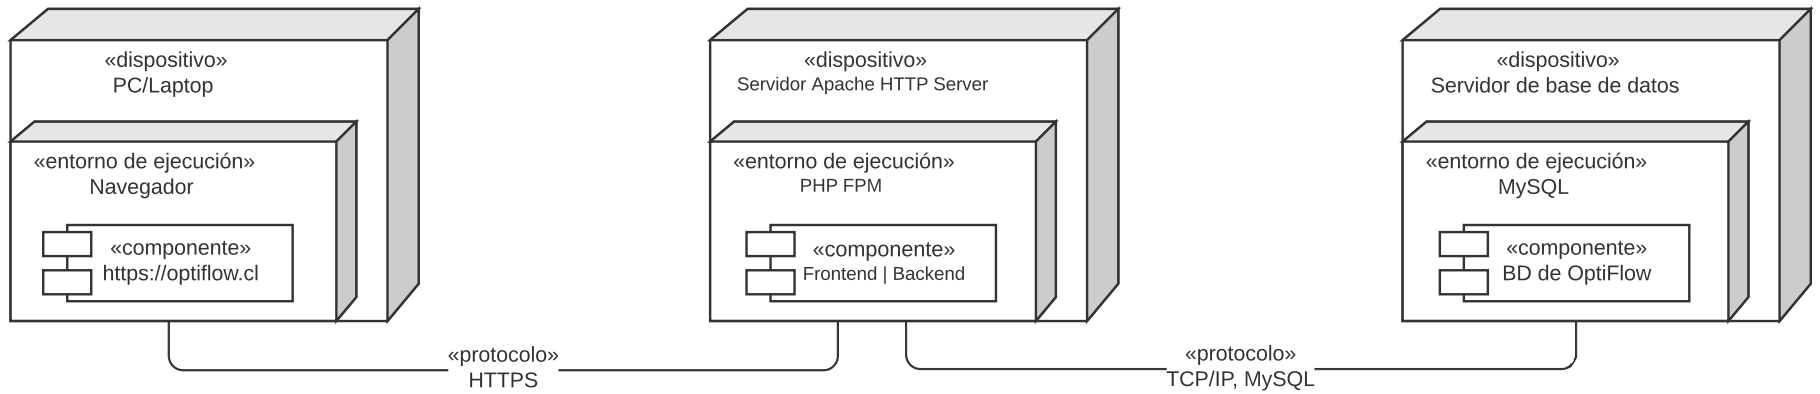 «dispositivo»
PC/Laptop
«entorno de ejecución»
Navegador
«componente»
https://optiflow.cl
«dispositivo»
Servidor Apache HTTP Server
«entorno de ejecución»
PHP FPM
«componente»
Frontend | Backend
«dispositivo»
Servidor de base de datos
«entorno de ejecución»
MySQL
«componente»
BD de OptiFlow
«protocolo»
HTTPS
«protocolo»
TCP/IP, MySQL